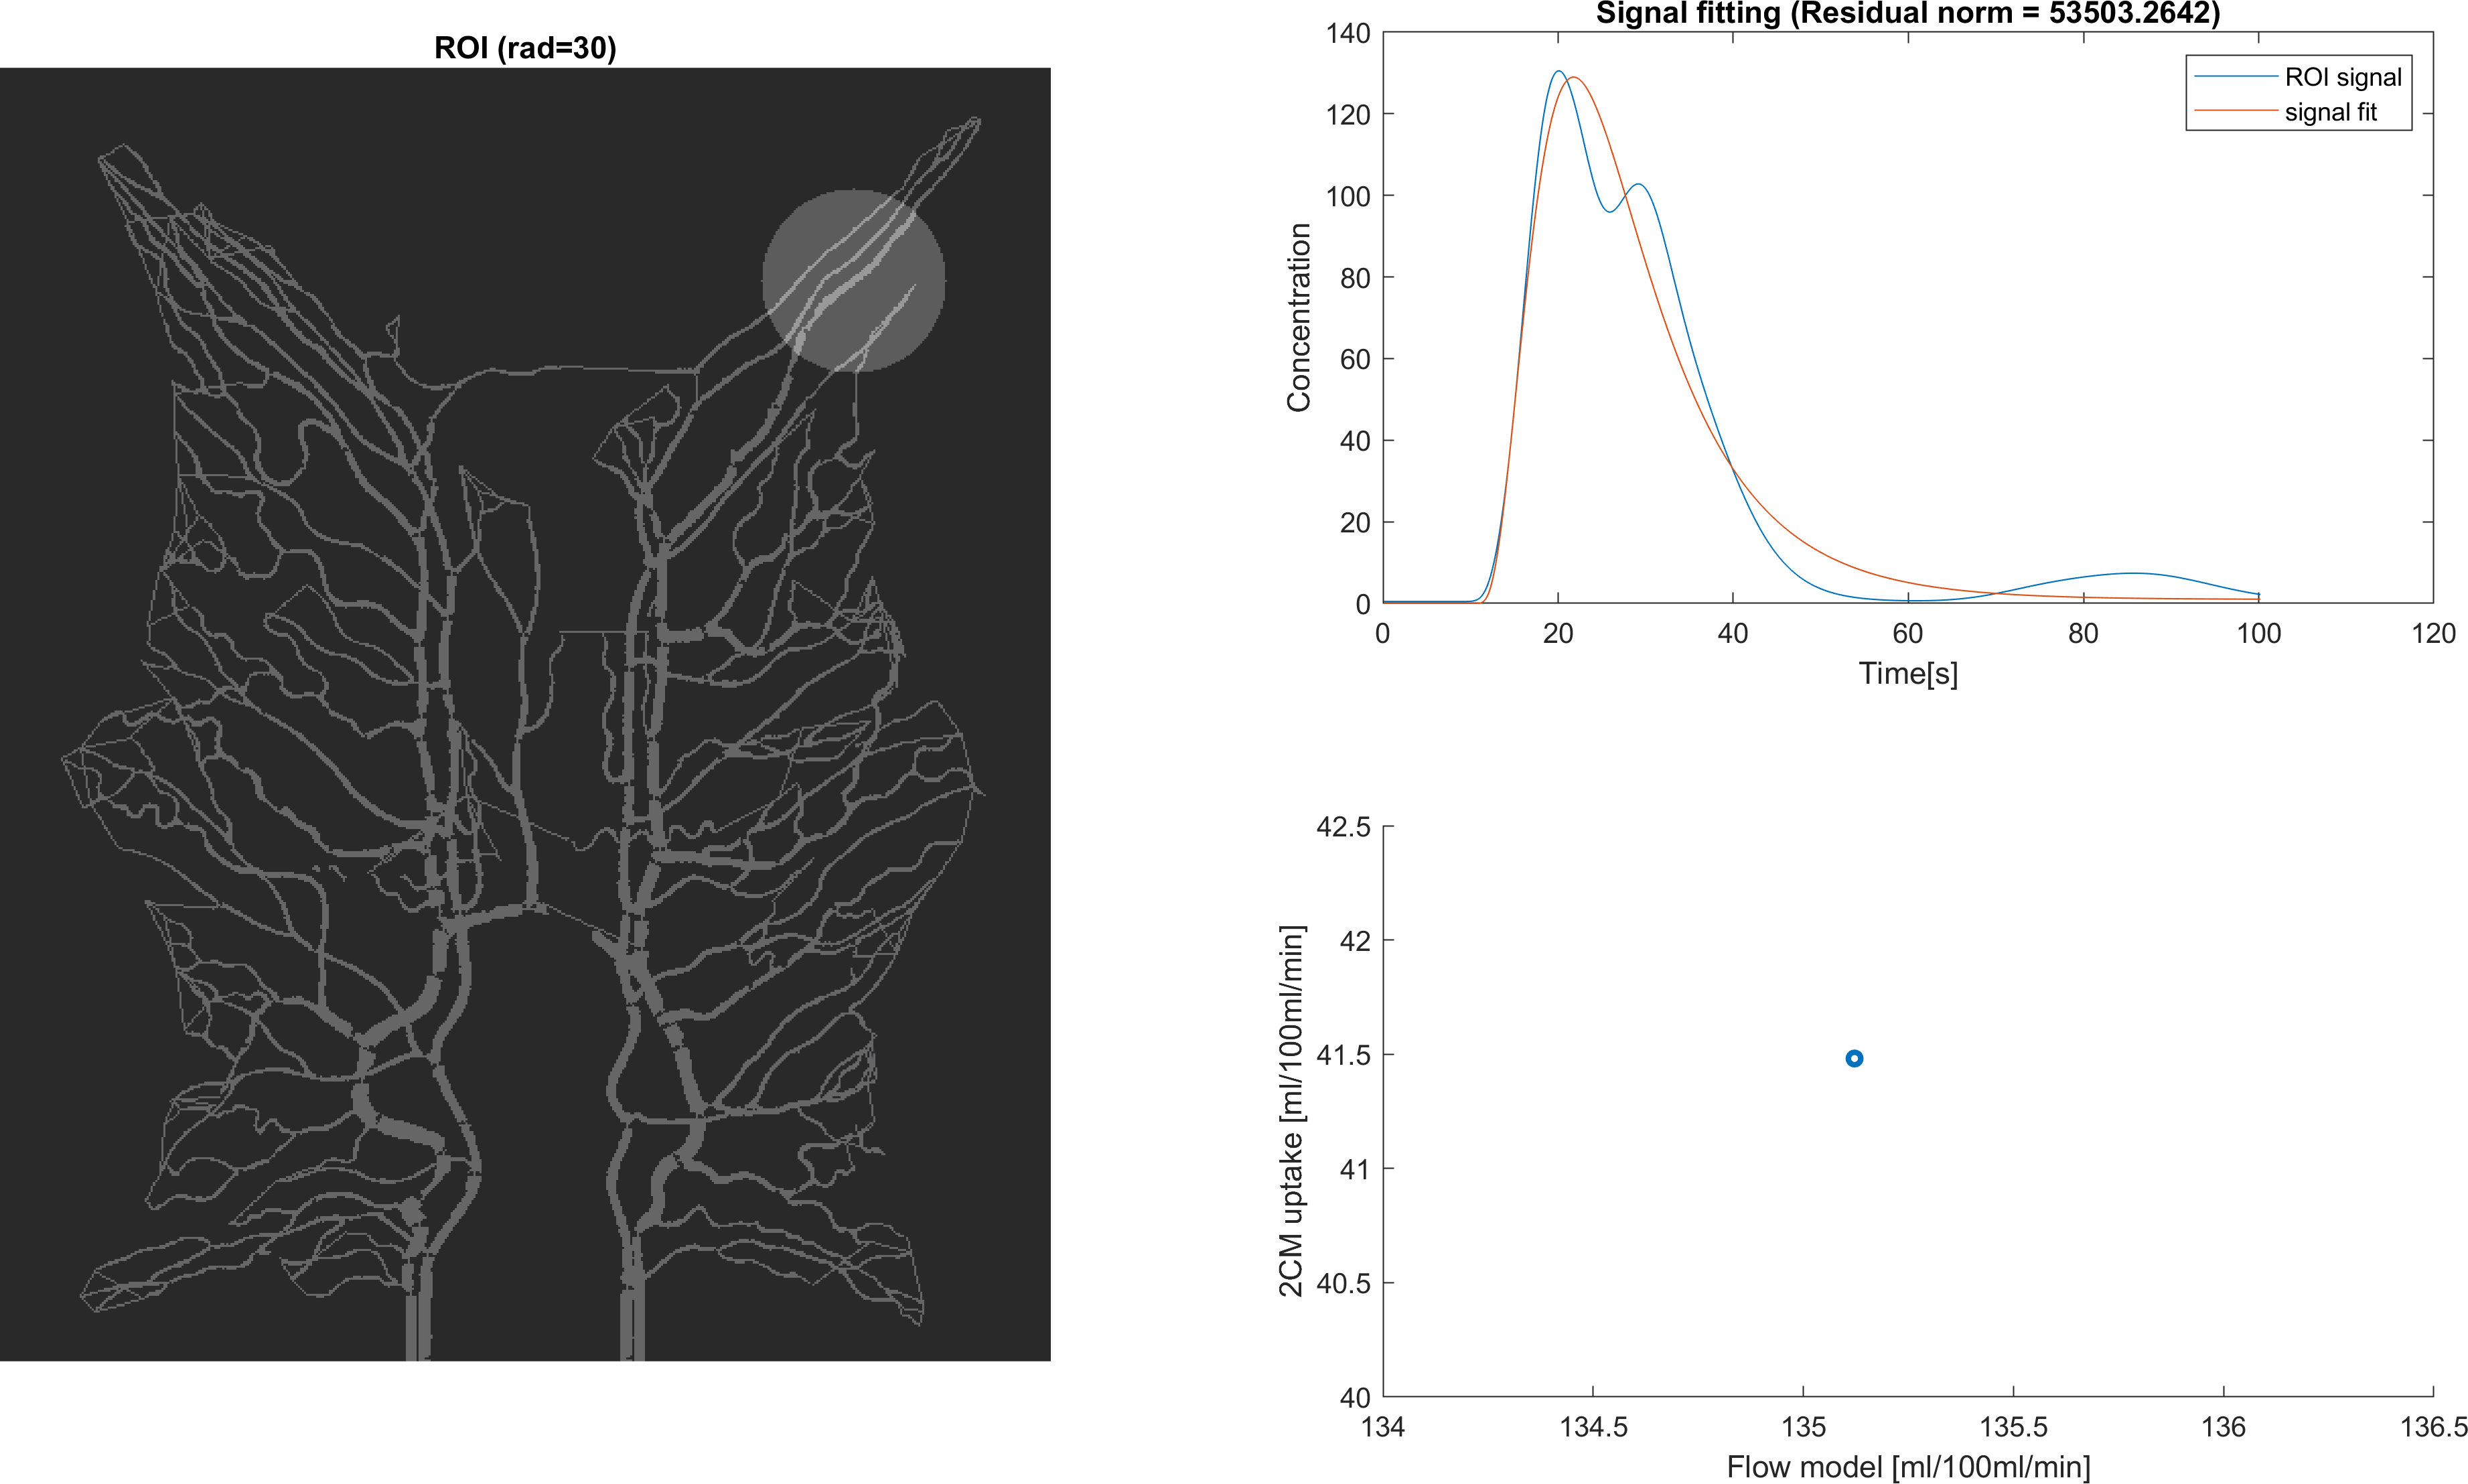 ROI (rad=30)
Signal fitting (Residual norm = 53503.2642)
140
120
100
80
60
40
20
0
Concentration
ROI signal
signal fit
0 20 40 60 80 100 120
Time[s]
42.5
42
41.5
41
40.5
40
2CM uptake [ml/100ml/min]
134 134.5 135 135.5 136 136.5
Flow model [ml/100ml/min]